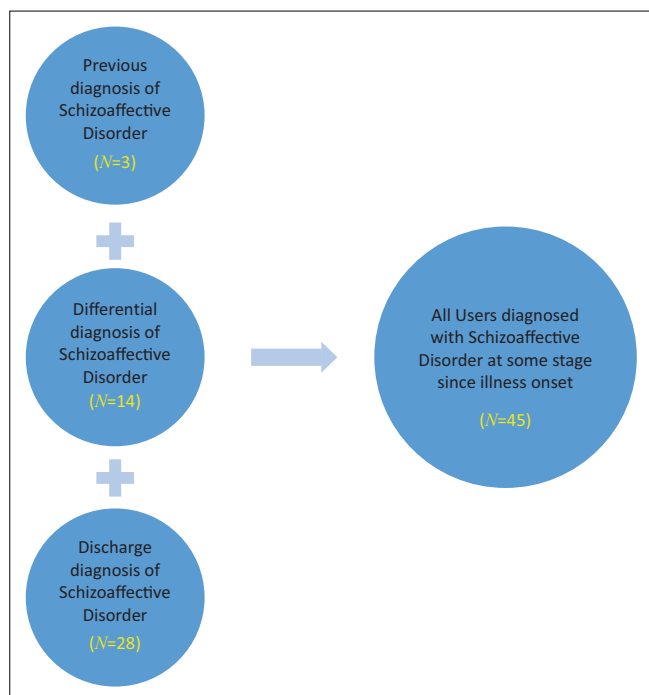 Previous
diagnosis of
Schizoaffective
Disorder
(N=3)
Differential
diagnosis of
Schizoaffective
Disorder
(N=14)
Discharge
diagnosis of
Schizoaffective
Disorder
(N=28)
All Users diagnosed
with Schizoaffective
Disorder at some stage
since illness onset
(N=45)